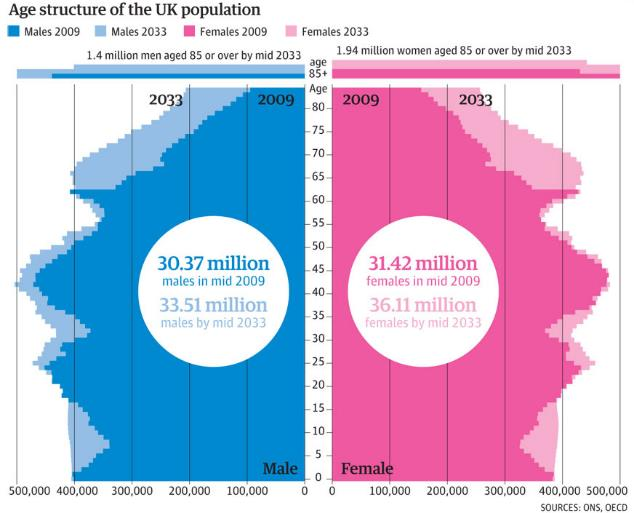 Age structure of the UK population
Males 2009 Males 2033 Females 2009 Females 2033
1.4 million men aged 85 or over by mid 2033
1.94 million women aged 85 or over by mid 2033
age
85+
Age
2033 2009
2009 2033
80
75
70
65
60
55
50
45
40
35
30
25
20
15
10
5
0
30.37 million
males in mid 2009
33.51 million
males by mid 2033
31.42 million
females in mid 2009
36.11 million
females by mid 2033
Male
Female
500,000 400,000 300,000 200,000 100,000 0
0 100,000 200,000 300,000 400,000 500,000
SOURCES: ONS, OECD